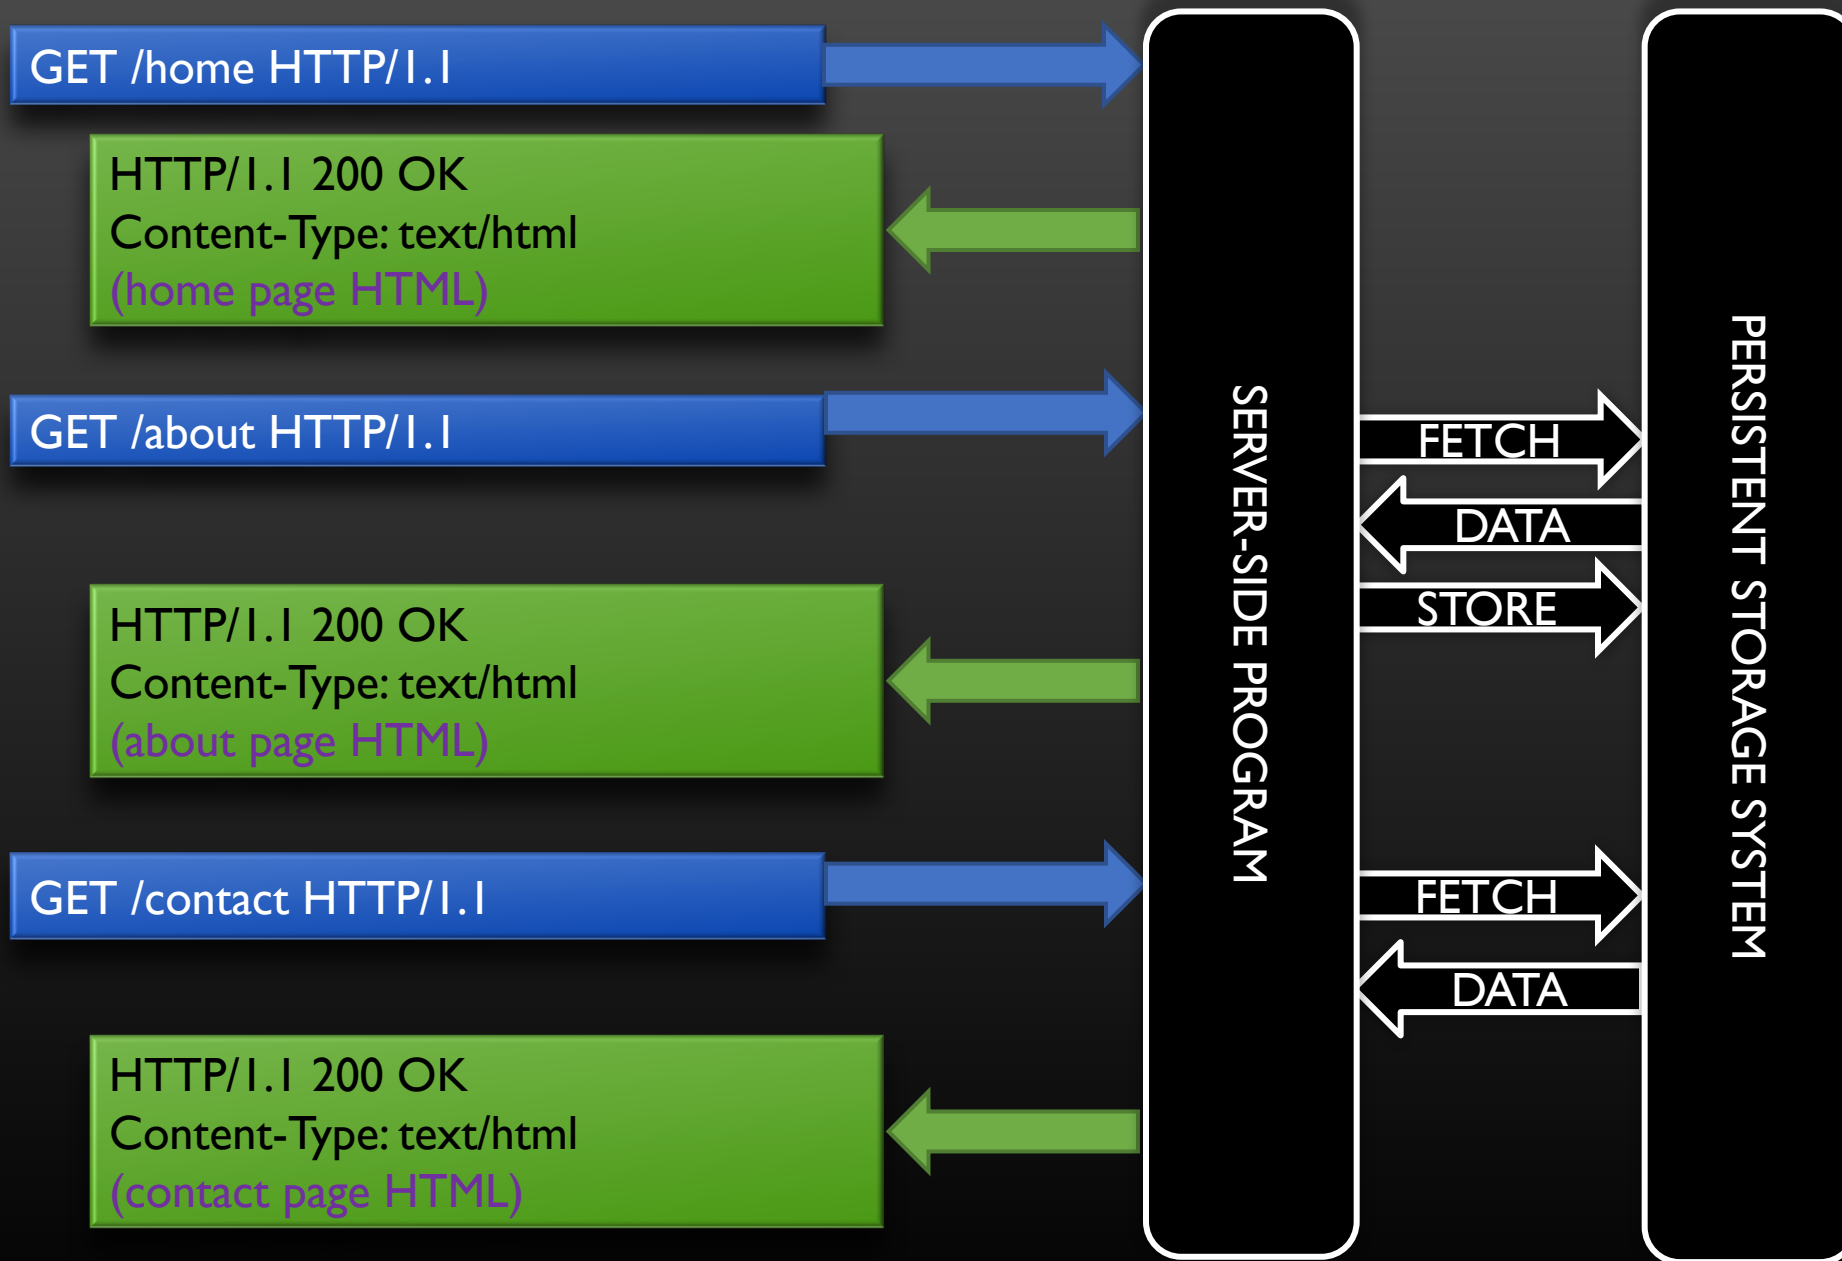 GET /home HTTP/1.1
HTTP/1.1 200 OK
Content-Type: text/html
(home page HTML)
GET /about HTTP/1.1
HTTP/1.1 200 OK
Content-Type: text/html
(about page HTML)
GET /contact HTTP/1.1
HTTP/1.1 200 OK
Content-Type: text/html
(contact page HTML)
SERVER-SIDE PROGRAM
FETCH
DATA
STORE
FETCH
DATA
PERSISTENT STORAGE SYSTEM